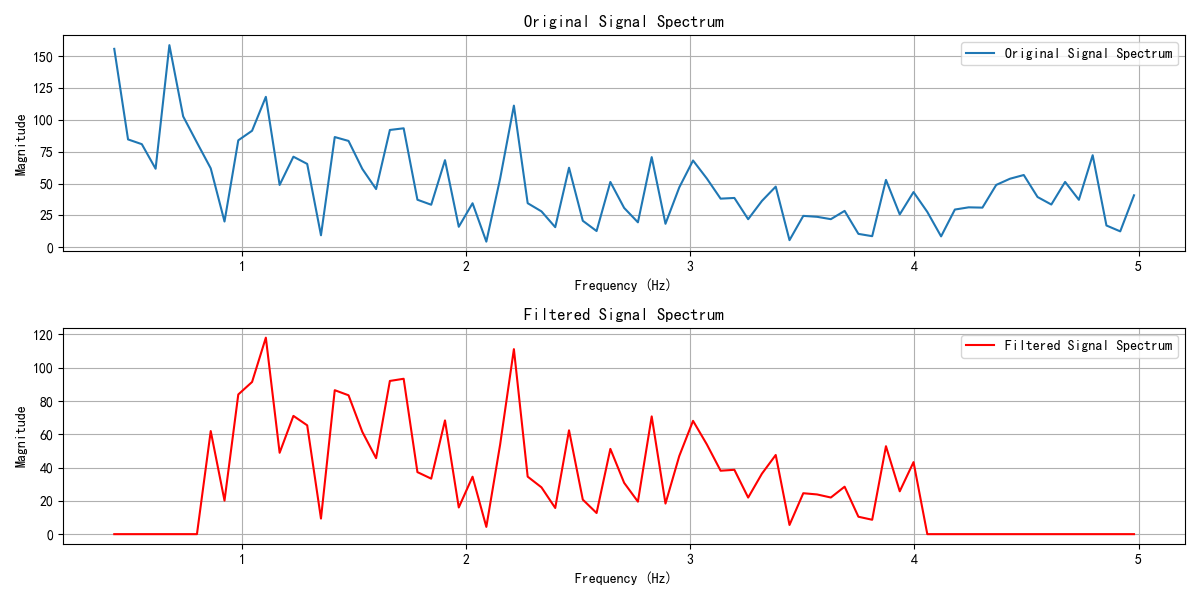 Original Signal Spectrum
Original Signal Spectrum
Magnitude
150
125
100
75
50
25
0
1 2 3 4 5
Frequency (Hz)
Filtered Signal Spectrum
Filtered Signal Spectrum
Magnitude
120
100
80
60
40
20
0
1 2 3 4 5
Frequency (Hz)